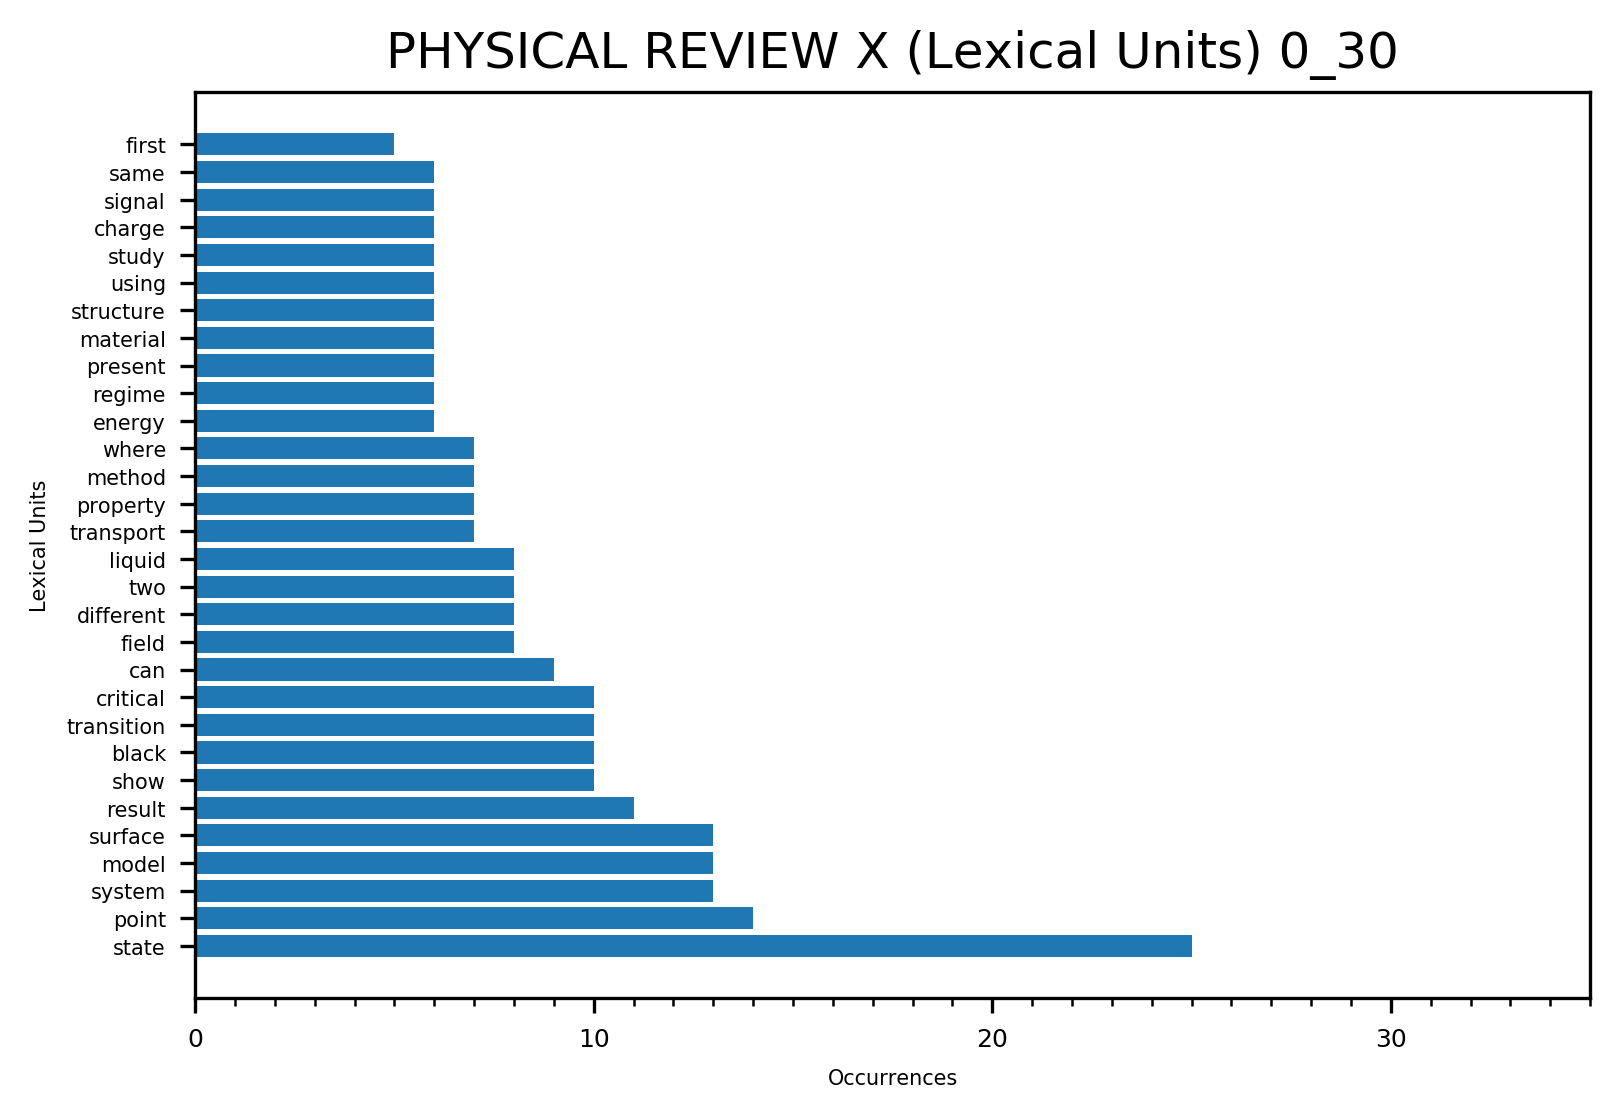 PHYSICAL REVIEW X (Lexical Units) 0_30
first
same
signal
charge
study
using
structure
material
present
regime
energy
where
method
property
transport
liquid
two
different
field
can
critical
transition
black
show
result
surface
model
system
point
state
Lexical Units
0 10 20 30
Occurrences